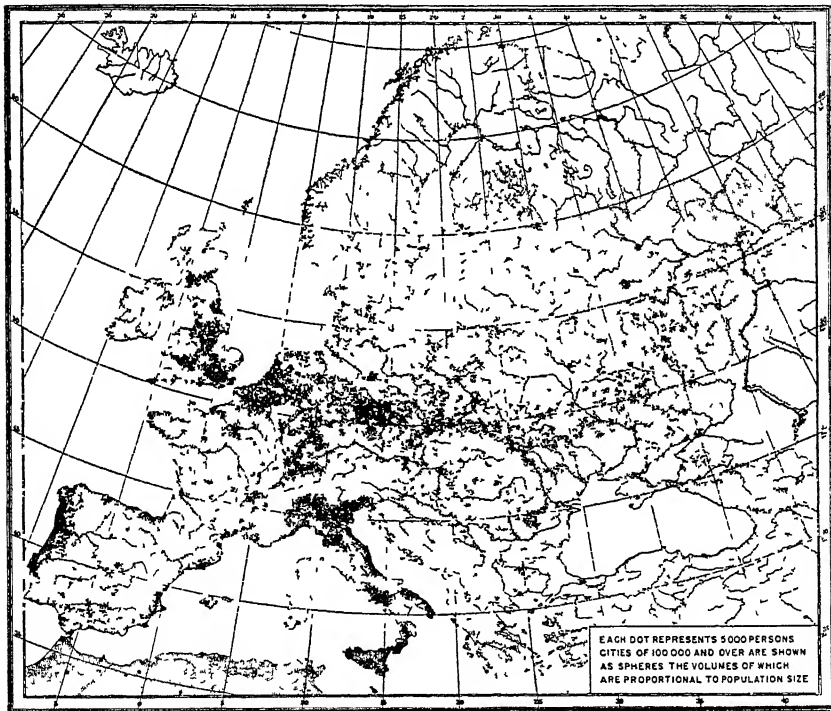 EACH DOT REPRESENTS 5000 PERSONS
CITIES OF 100 000 AND OVER ARE SHOWN
AS SPHERES THE VOLUMES OF WHICH
ARE PROPORTIONAL TO POPULATION SIZE